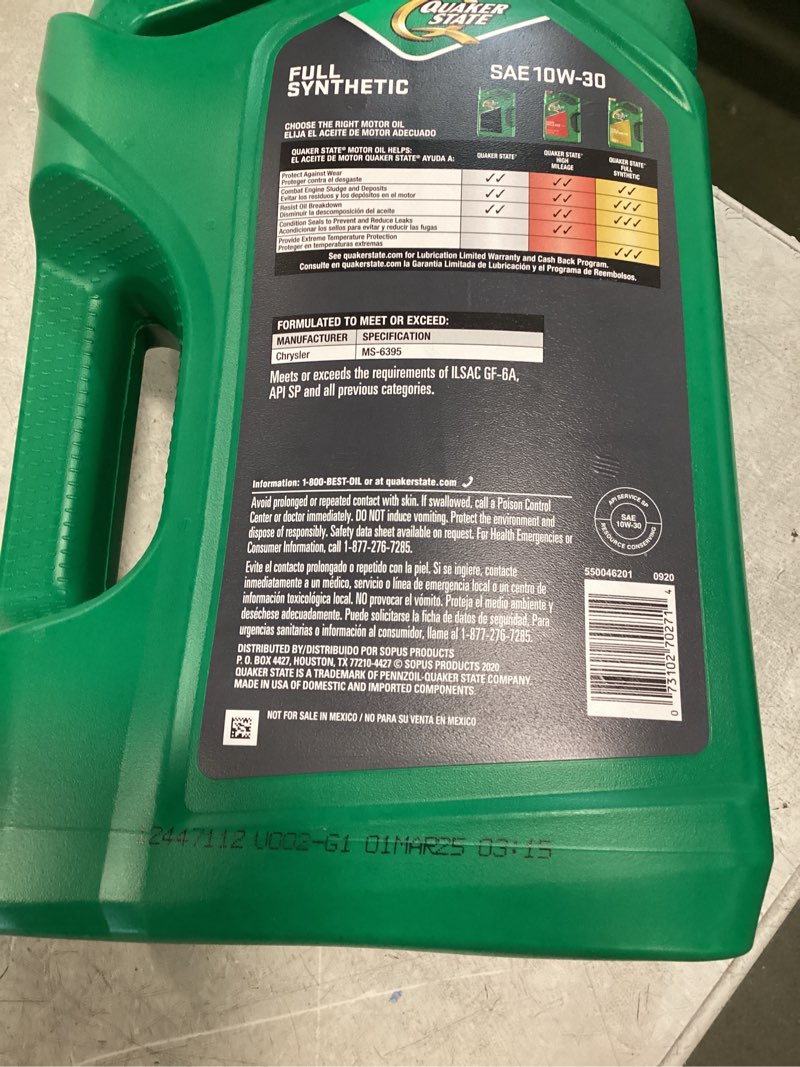 QUAKER
STATE
FULL
SYNTHETIC
SAE 10W-30
CHOOSE THE RIGHT MOTOR OIL
ELIJA EL ACEITE DE MOTOR ADECUADO
QUAKER STATE® MOTOR OIL HELPS:
EL ACEITE DE MOTOR QUAKER STATE® AYUDA A:
QUAKER STATE™
QUAKER STATE™
HIGH
MILEAGE
QUAKER STATE™
FULL
SYNTHETIC
Protect Against Wear
Proteger contra el desgaste
✓✓ ✓✓ ✓✓
Combat Engine Sludge and Deposits
Evitar los residuos y los depósitos en el motor
✓✓ ✓✓ ✓✓✓
Resist Oil Breakdown
Disminuir la descomposición del aceite
✓✓ ✓✓ ✓✓✓
Condition Seals to Prevent and Reduce Leaks
Acondicionar los sellos para evitar y reducir las fugas
✓✓
Provide Extreme Temperature Protection
Proteger en temperaturas extremas
✓✓✓
See quakerstate.com for Lubrication Limited Warranty and Cash Back Program.
Consulte en quakerstate.com la Garantía Limitada de Lubricación y el Programa de Reembolsos.
FORMULATED TO MEET OR EXCEED:
MANUFACTURER SPECIFICATION
Chrysler MS-6395
Meets or exceeds the requirements of ILSAC GF-6A,
API SP and all previous categories.
Information: 1-800-BEST-OIL or at quakerstate.com
Avoid prolonged or repeated contact with skin. If swallowed, call a Poison Control
Center or doctor immediately. DO NOT induce vomiting. Protect the environment and
dispose of responsibly. Safety data sheet available on request. For Health Emergencies or
Consumer Information, call 1-877-276-7285.
Evite el contacto prolongado o repetido con la piel. Si se ingiere, contacte
inmediatamente a un médico, servicio o línea de emergencia local o un centro de
información toxicológica local. NO provocar el vómito. Proteja el medio ambiente y
deséchese adecuadamente. Puede solicitarse la ficha de datos de seguridad. Para
urgencias sanitarias o información al consumidor, llame al 1-877-276-7285.
DISTRIBUTED BY/DISTRIBUIDO POR SOPUS PRODUCTS
P. O. BOX 4427, HOUSTON, TX 77210-4427 © SOPUS PRODUCTS 2020
QUAKER STATE IS A TRADEMARK OF PENNZOIL-QUAKER STATE COMPANY.
MADE IN USA OF DOMESTIC AND IMPORTED COMPONENTS.
NOT FOR SALE IN MEXICO / NO PARA SU VENTA EN MEXICO
API SERVICE SP
SAE
10W-30
RESOURCE CONSERVING
550046201 0920
0 73102 70271 4
12447112 U002-G1 01MAR25 03:15